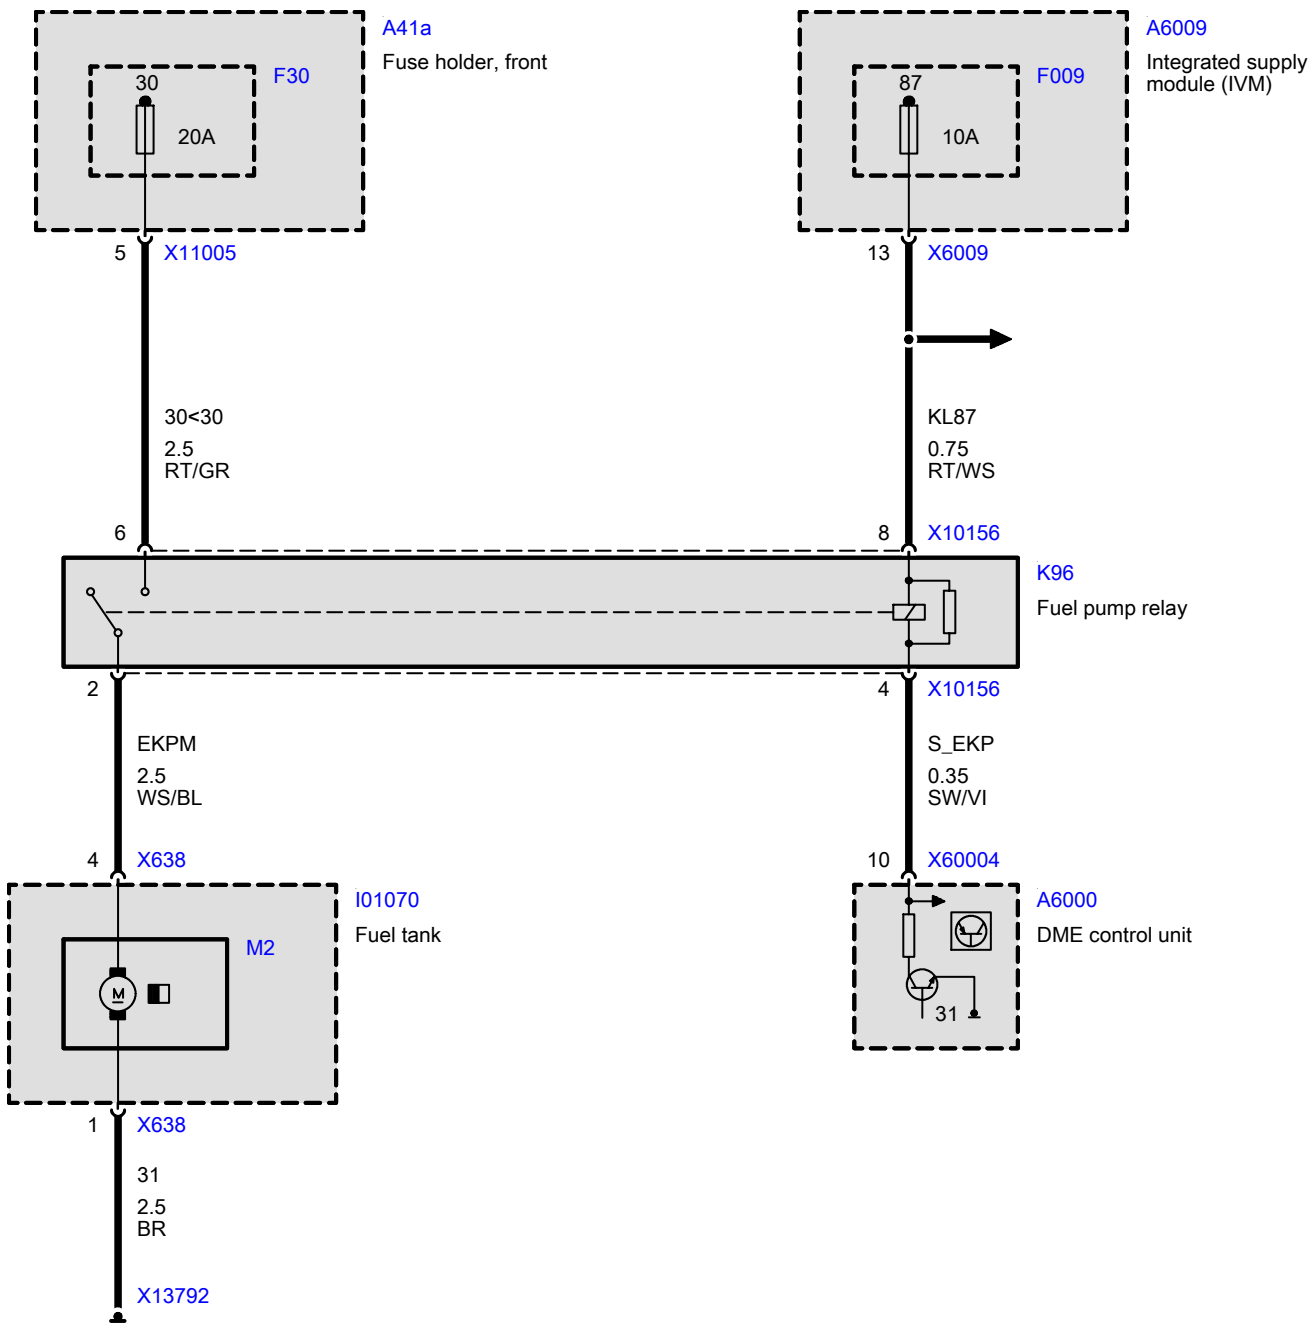 A41a
Fuse holder, front
F30
30
20A
A6009
Integrated supply
module (IVM)
F009
87
10A
5 X11005
13 X6009
30<30
2.5
RT/GR
KL87
0.75
RT/WS
6
8 X10156
K96
Fuel pump relay
2
4 X10156
EKPM
2.5
WS/BL
S_EKP
0.35
SW/VI
4 X638
10 X60004
I01070
Fuel tank
M2
M
A6000
DME control unit
31
1 X638
31
2.5
BR
X13792